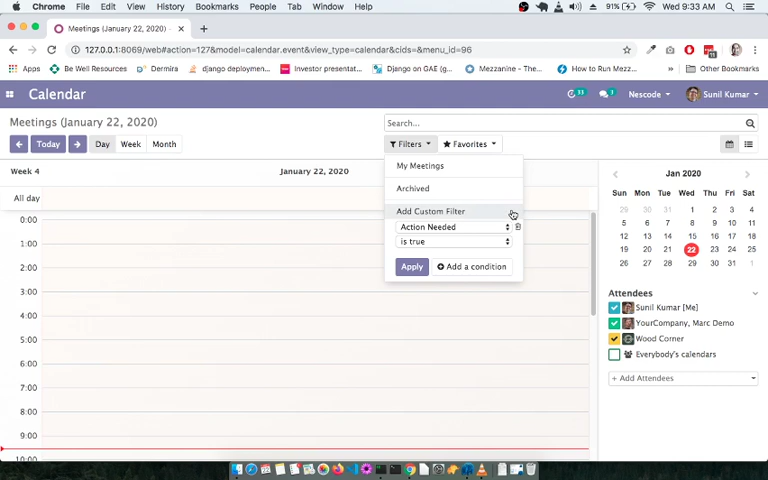 Chrome File Edit View History Bookmarks People Tab Window Help 91% Wed 9:33 AM
Meetings (January 22, 2020)
127.0.0.1:8069/web#action=127&model=calendar.event&view_type=calendar&cids=&menu_id=96
Apps Be Well Resources Dermira django deploymen... Investor presentat... Django on GAE (g... Mezzanine - The... How to Run Mezz... » Other Bookmarks
Calendar 33 1 Nescode Sunil Kumar
Meetings (January 22, 2020) Search...
Today Day Week Month Filters Favorites
Week 4 January 22, 2020
All day
0:00
1:00
2:00
3:00
4:00
5:00
6:00
7:00
8:00
9:00
10:00
My Meetings
Archived
Add Custom Filter
Action Needed
is true
Apply Add a condition
Jan 2020
Sun Mon Tue Wed Thu Fri Sat
29 30 31 1 2 3 4
5 6 7 8 9 10 11
12 13 14 15 16 17 18
19 20 21 22 23 24 25
26 27 28 29 30 31 1
Attendees
Sunil Kumar [Me]
YourCompany, Marc Demo
Wood Corner
Everybody's calendars
+ Add Attendees